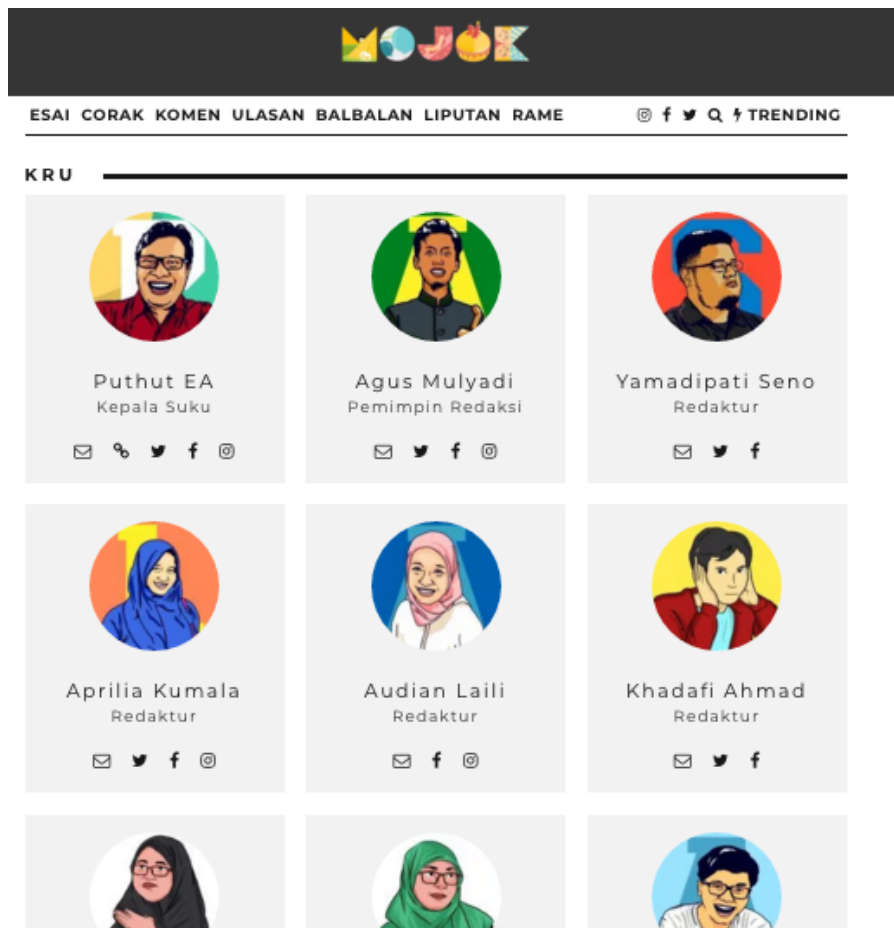 MOJOK
ESAI CORAK KOMEN ULASAN BALBALAN LIPUTAN RAME TRENDING
KRU
Puthut EA
Kepala Suku
Agus Mulyadi
Pemimpin Redaksi
Yamadipati Seno
Redaktur
Aprilia Kumala
Redaktur
Audian Laili
Redaktur
Khadafi Ahmad
Redaktur